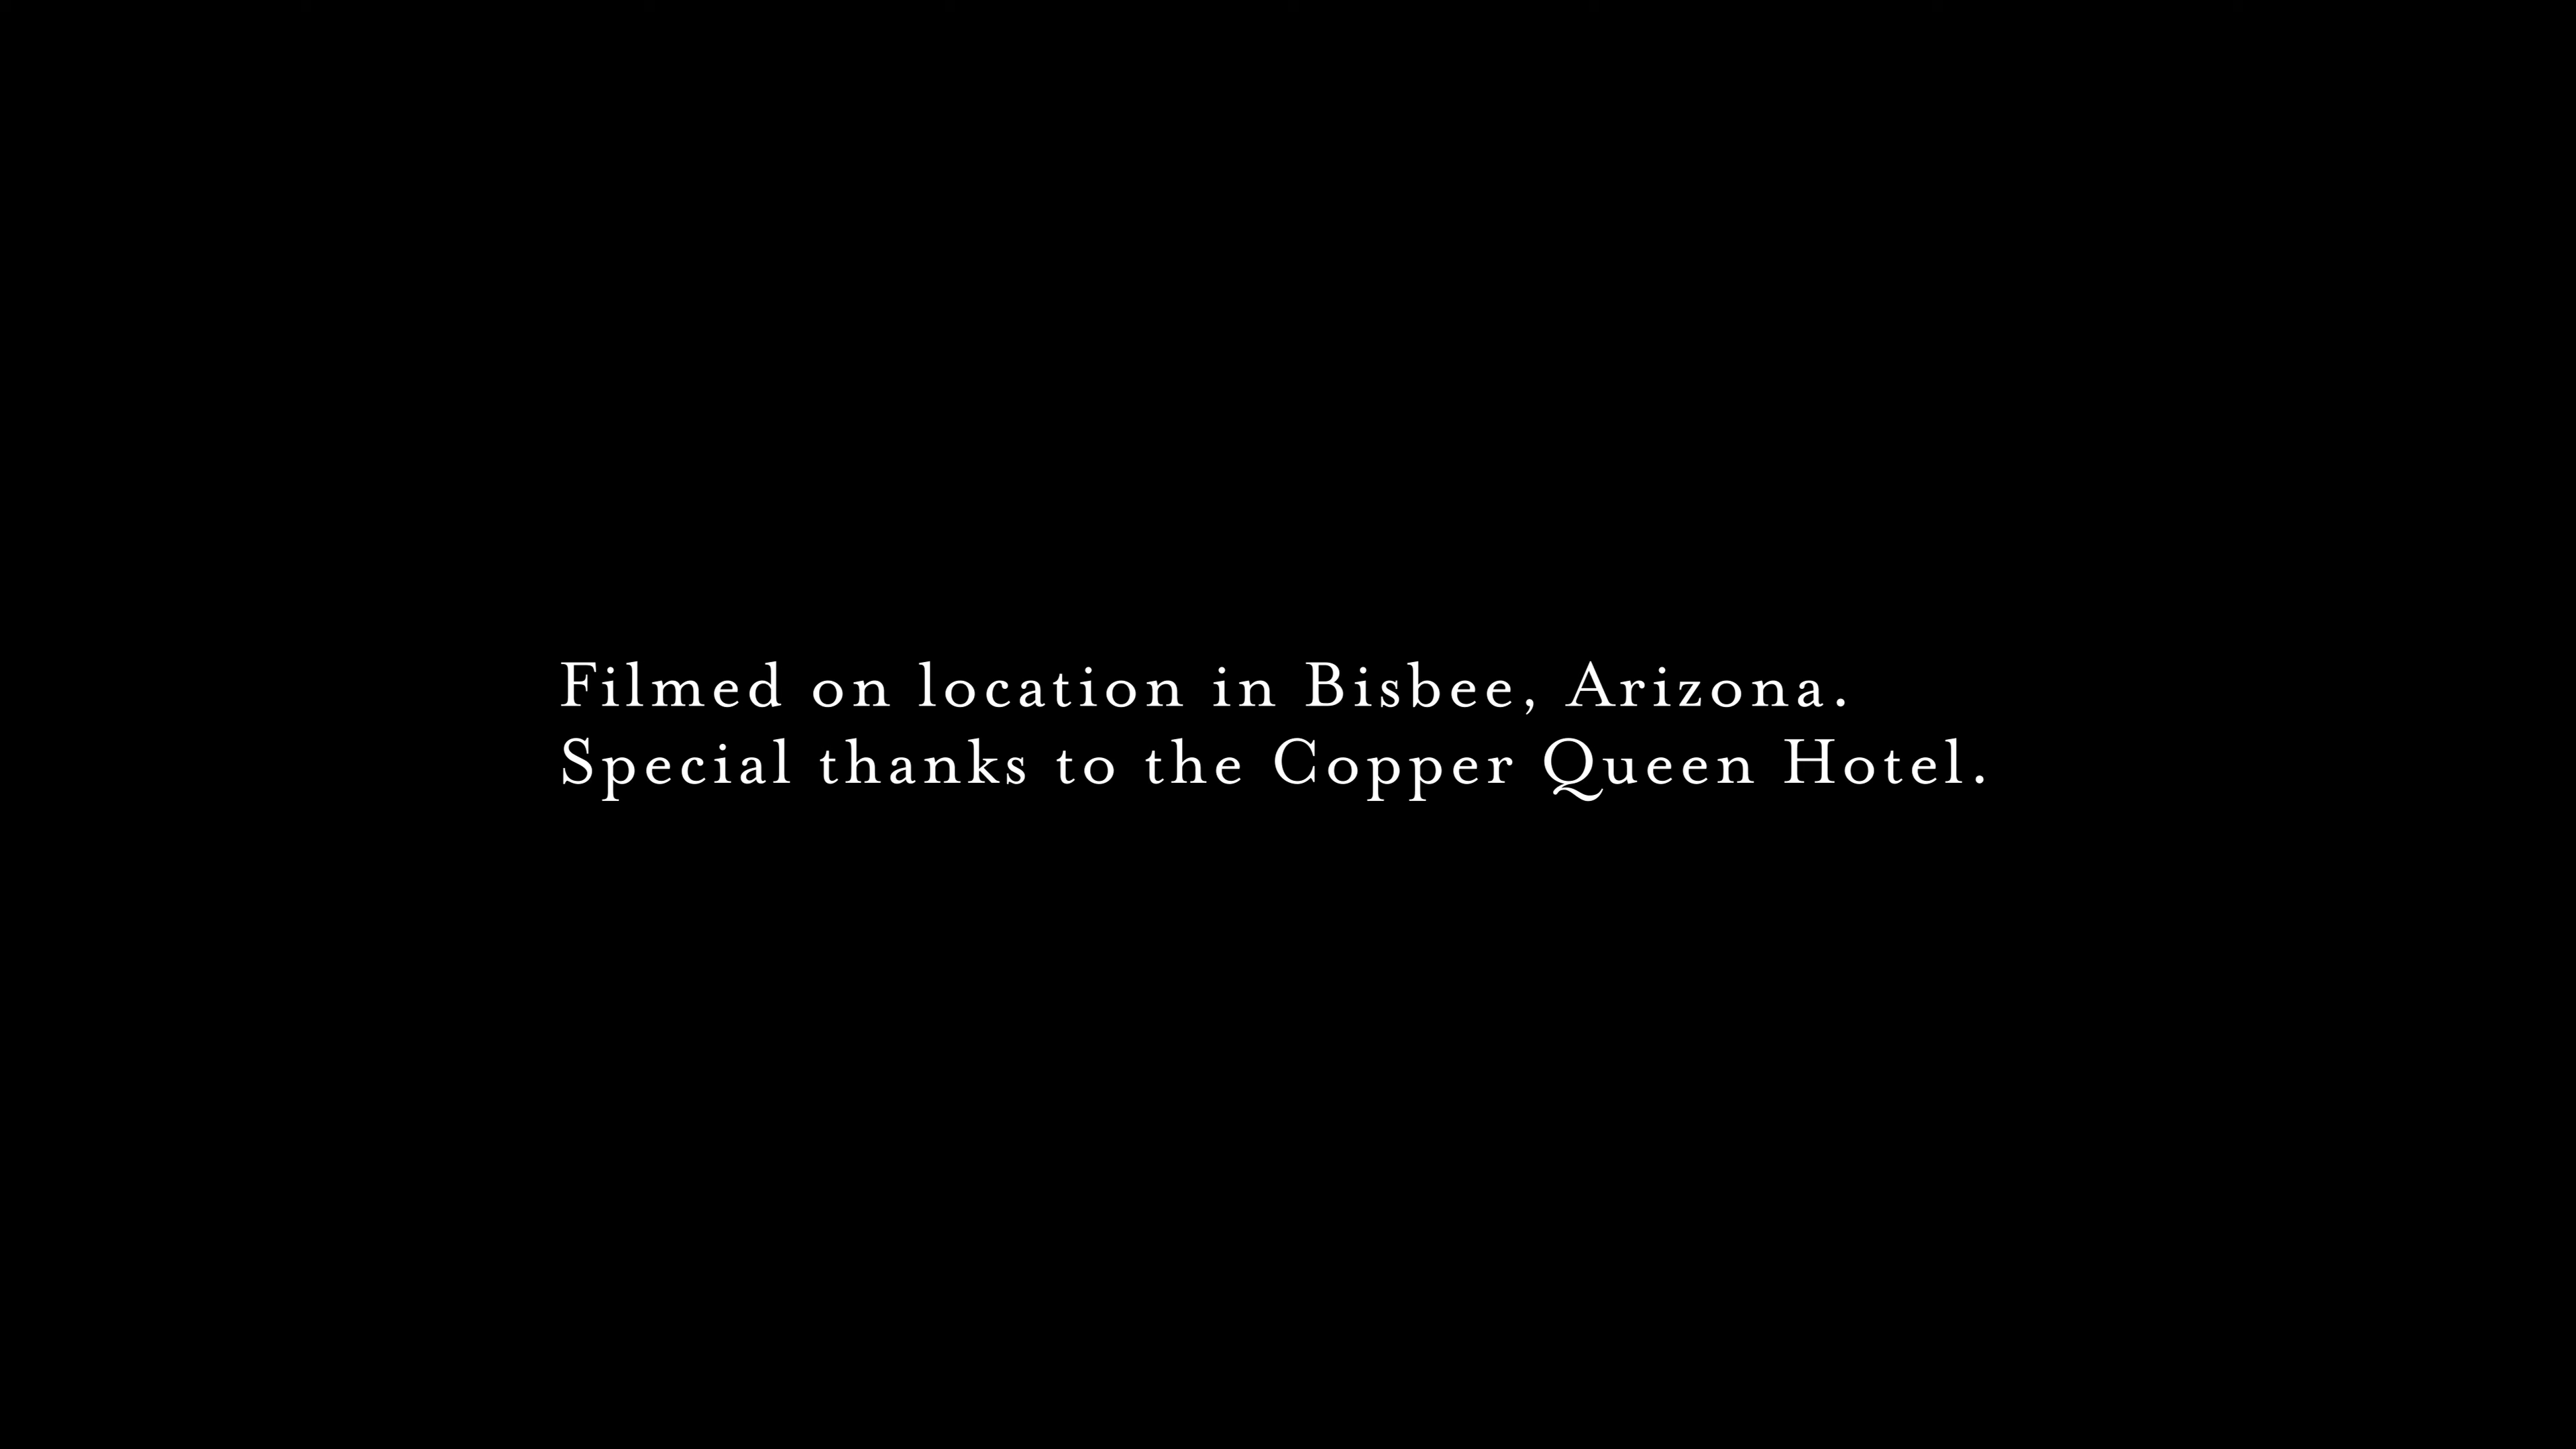 Filmed on location in Bisbee, Arizona.
Special thanks to the Copper Queen Hotel.